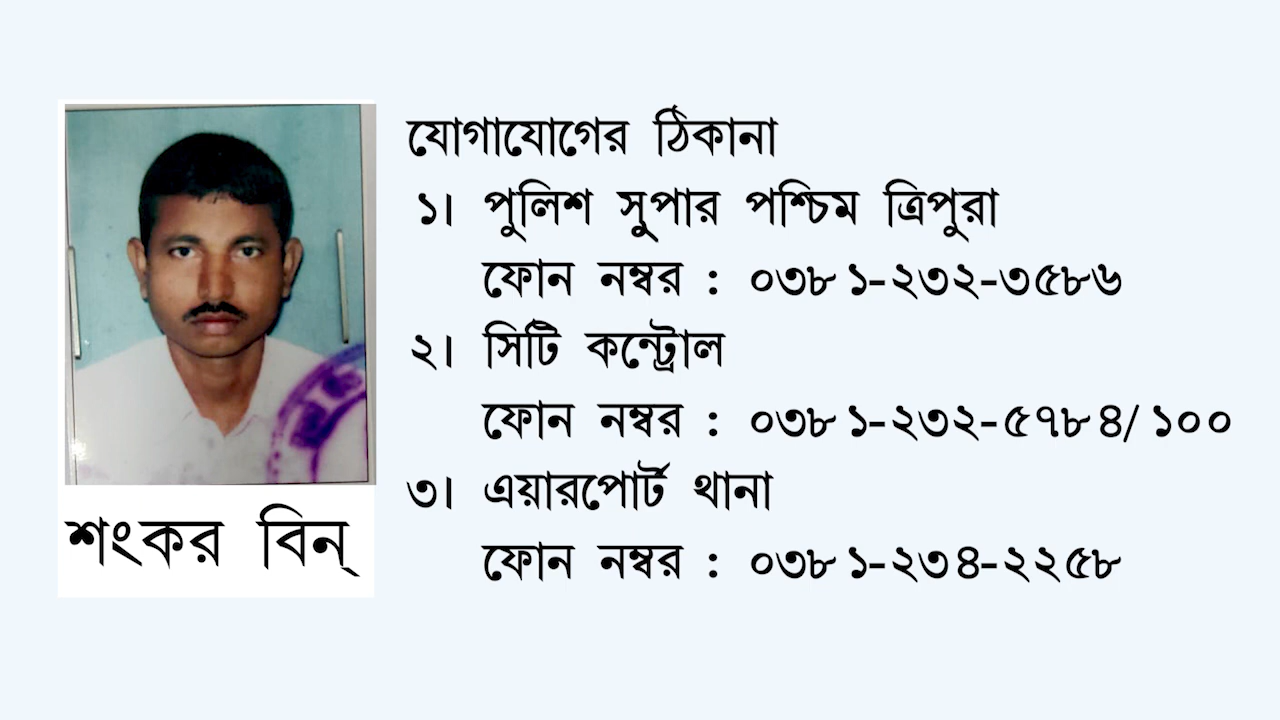 যোগাযোগের ঠিকানা
১। পুলিশ সুপার পশ্চিম ত্রিপুরা
ফোন নম্বর : ০৩৮১-২৩২-৩৫৮৬
২। সিটি কন্ট্রোল
ফোন নম্বর : ০৩৮১-২৩২-৫৭৮৪/১০০
৩। এয়ারপোর্ট থানা
ফোন নম্বর : ০৩৮১-২৩৪-২২৫৮
শংকর বিন্